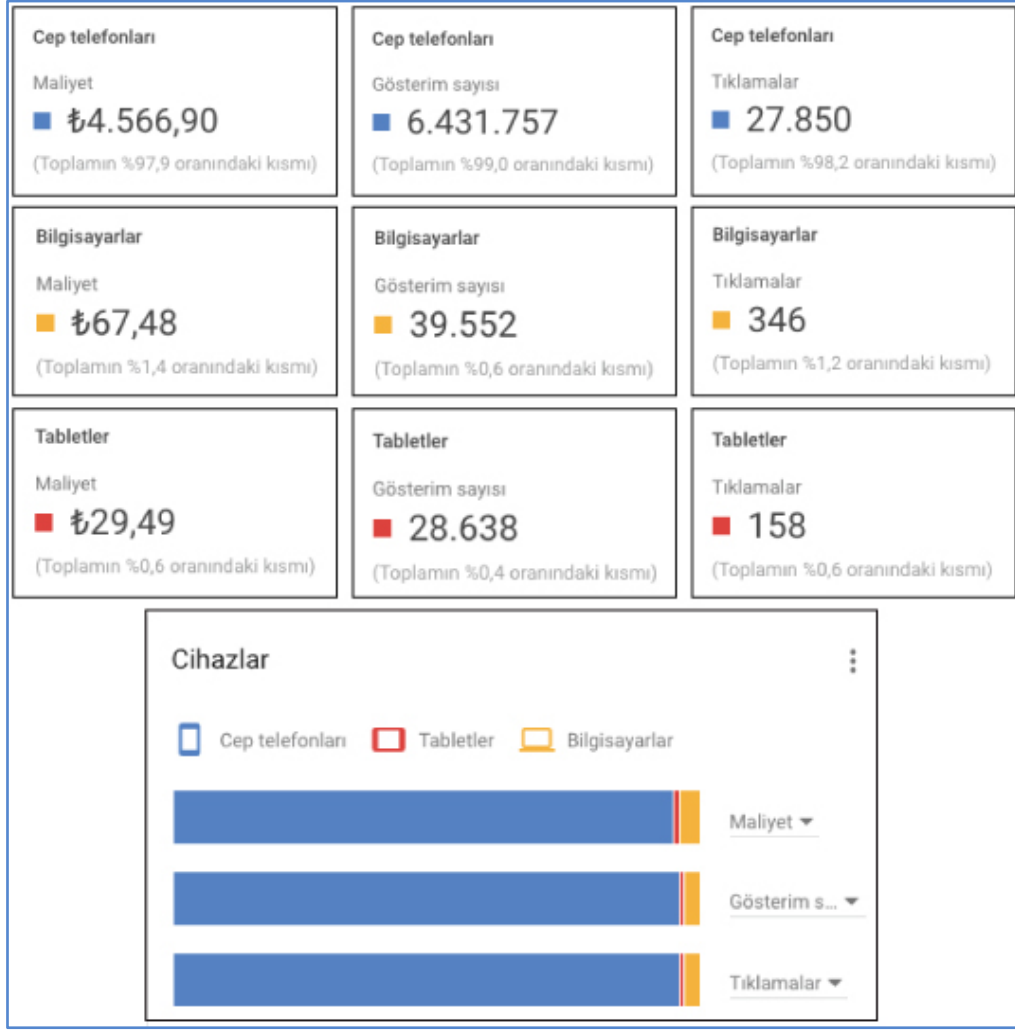 Cep telefonları
Maliyet
₺4.566,90
(Toplamın %97,9 oranındaki kısmı)
Cep telefonları
Gösterim sayısı
6.431.757
(Toplamın %99,0 oranındaki kısmı)
Cep telefonları
Tıklamalar
27.850
(Toplamın %98,2 oranındaki kısmı)
Bilgisayarlar
Maliyet
₺67,48
(Toplamın %1,4 oranındaki kısmı)
Bilgisayarlar
Gösterim sayısı
39.552
(Toplamın %0,6 oranındaki kısmı)
Bilgisayarlar
Tıklamalar
346
(Toplamın %1,2 oranındaki kısmı)
Tabletler
Maliyet
₺29,49
(Toplamın %0,6 oranındaki kısmı)
Tabletler
Gösterim sayısı
28.638
(Toplamın %0,4 oranındaki kısmı)
Tabletler
Tıklamalar
158
(Toplamın %0,6 oranındaki kısmı)
Cihazlar
Cep telefonları Tabletler Bilgisayarlar
Maliyet
Gösterim s...
Tıklamalar